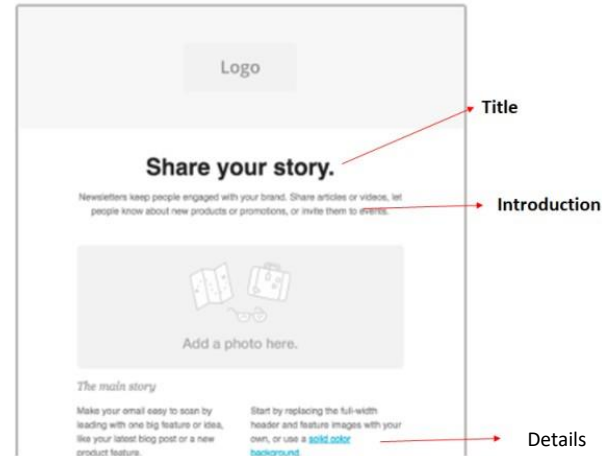 Logo
Title
Share your story.
Newsletters keep people engaged with your brand. Share articles or videos, let
people know about new products or promotions, or invite them to events.
Introduction
Add a photo here.
The main story
Make your email easy to scan by
leading with one big feature or idea,
like your latest blog post or a new
product feature.
Start by replacing the full-width
header and feature images with your
own, or use a solid color
background.
Details